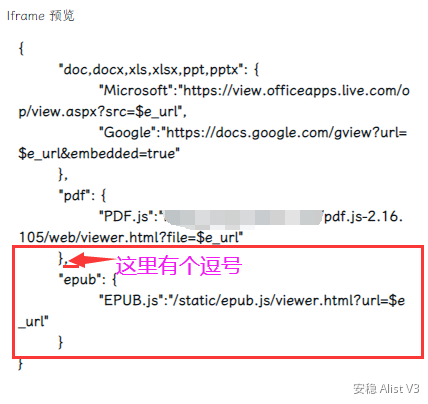 Iframe 预览
{
"doc,docx,xls,xlsx,ppt,pptx": {
"Microsoft":"https://view.officeapps.live.com/o
p/view.aspx?src=$e_url",
"Google":"https://docs.google.com/gview?url=
$e_url&embedded=true"
},
"pdf": {
"PDF.js":"/pdf.js-2.16.
105/web/viewer.html?file=$e_url"
},
这里有个逗号
"epub": {
"EPUB.js":"/static/epub.js/viewer.html?url=$e
_url"
}
}
安稳 Alist V3